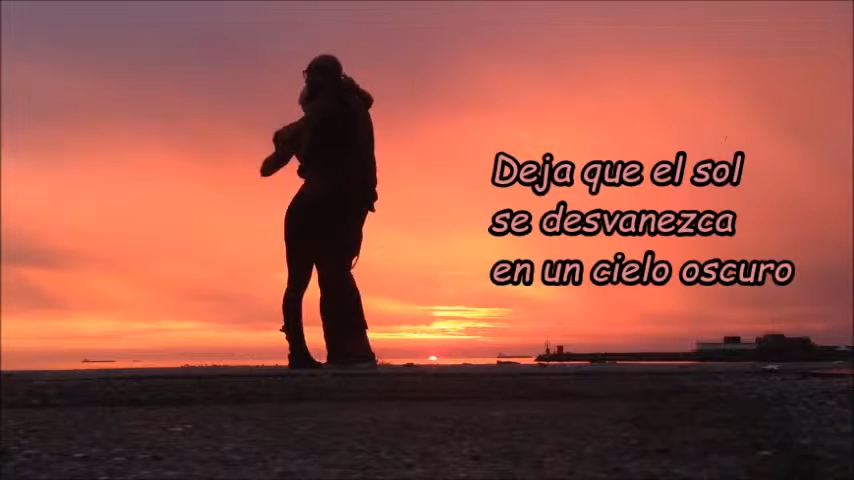 Deja que el sol
se desvanezca
en un cielo oscuro